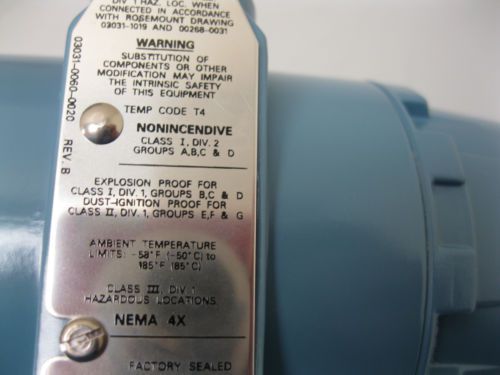 DIV 1 HAZ. LOC. WHEN
CONNECTED IN ACCORDANCE
WITH ROSEMOUNT DRAWING
03031-1019 AND 00268-0031
WARNING
SUBSTITUTION OF
COMPONENTS OR OTHER
MODIFICATION MAY IMPAIR
THE INTRINSIC SAFETY
OF THIS EQUIPMENT
TEMP CODE T4
NONINCENDIVE
CLASS I, DIV. 2
GROUPS A,B,C & D
EXPLOSION PROOF FOR
CLASS I, DIV. 1, GROUPS B,C & D
DUST-IGNITION PROOF FOR
CLASS II, DIV. 1, GROUPS E,F & G
AMBIENT TEMPERATURE
LIMITS: -58°F (-50°C) to
185°F (85°C)
CLASS III, DIV. 1
HAZARDOUS LOCATIONS
NEMA 4X
FACTORY SEALED
03031-0060-0020 REV. B